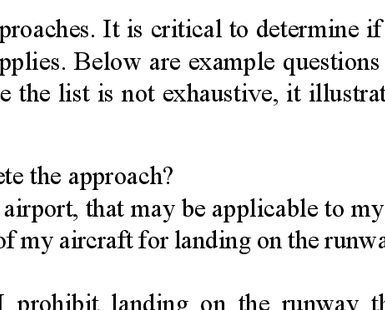 proaches. It is critical to determine if
pplies. Below are example questions
e the list is not exhaustive, it illustrat
ete the approach?
airport, that may be applicable to my
of my aircraft for landing on the runwa
I prohibit landing on the runway th